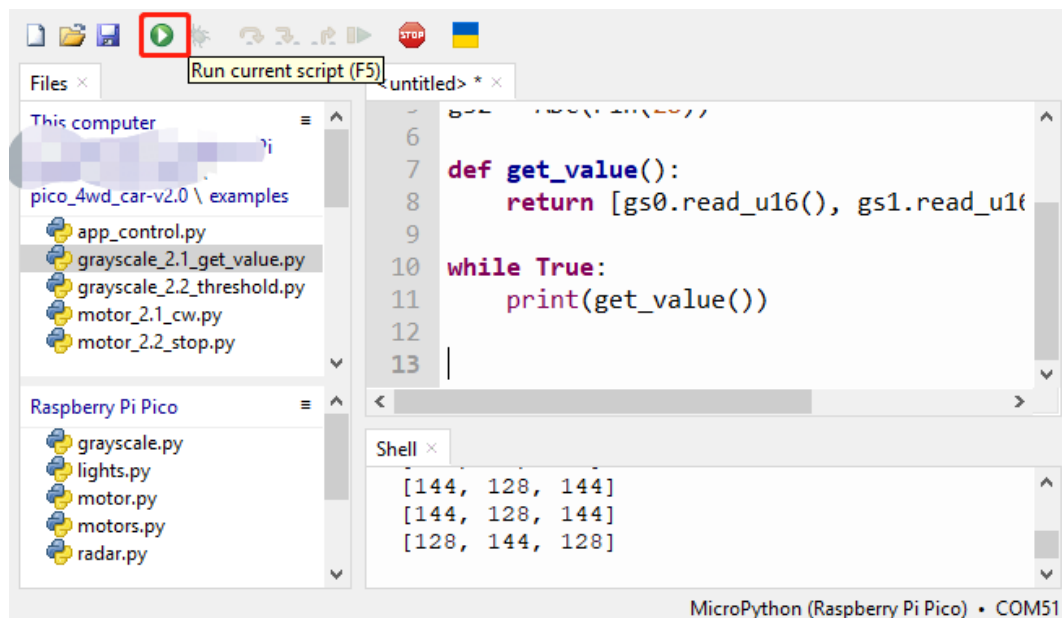 STOP
Run current script (F5)
Files
<untitled> *
This computer
pico_4wd_car-v2.0 \ examples
app_control.py
grayscale_2.1_get_value.py
grayscale_2.2_threshold.py
motor_2.1_cw.py
motor_2.2_stop.py
Raspberry Pi Pico
grayscale.py
lights.py
motor.py
motors.py
radar.py
6
7 def get_value():
8 return [gs0.read_u16(), gs1.read_u16
9
10 while True:
11 print(get_value())
12
13
Shell
[144, 128, 144]
[144, 128, 144]
[128, 144, 128]
MicroPython (Raspberry Pi Pico) • COM51